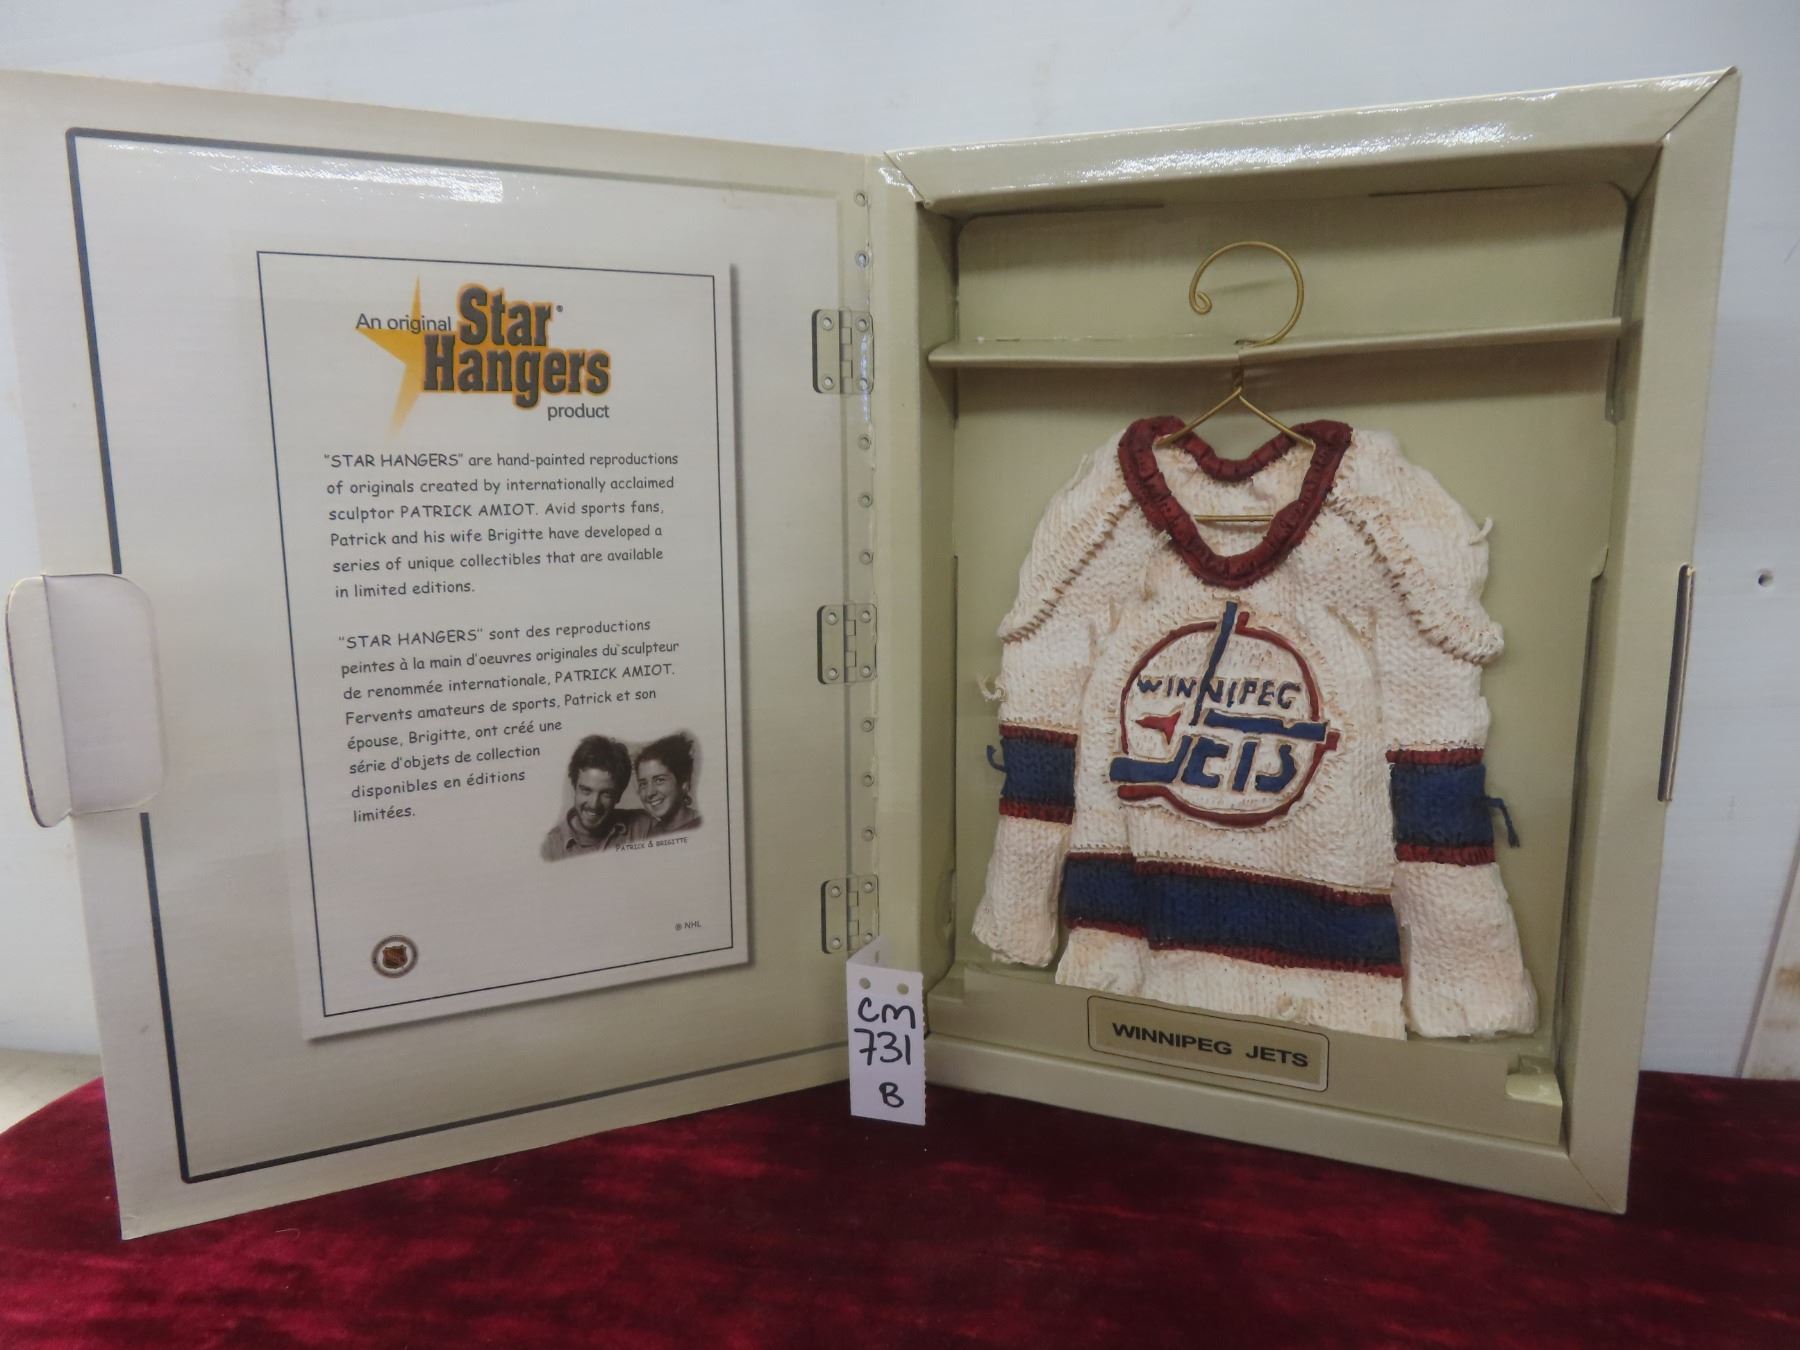 An original Star®
Hangers
product
"STAR HANGERS" are hand-painted reproductions
of originals created by internationally acclaimed
sculptor PATRICK AMIOT. Avid sports fans,
Patrick and his wife Brigitte have developed a
series of unique collectibles that are available
in limited editions.
"STAR HANGERS" sont des reproductions
peintes à la main d'oeuvres originales du sculpteur
de renommée internationale, PATRICK AMIOT.
Fervents amateurs de sports, Patrick et son
épouse, Brigitte, ont créé une
série d'objets de collection
disponibles en éditions
limitées.
PATRICK & BRIGITTE
® NHL
CM
731
B
WINNIPEG
JETS
WINNIPEG JETS